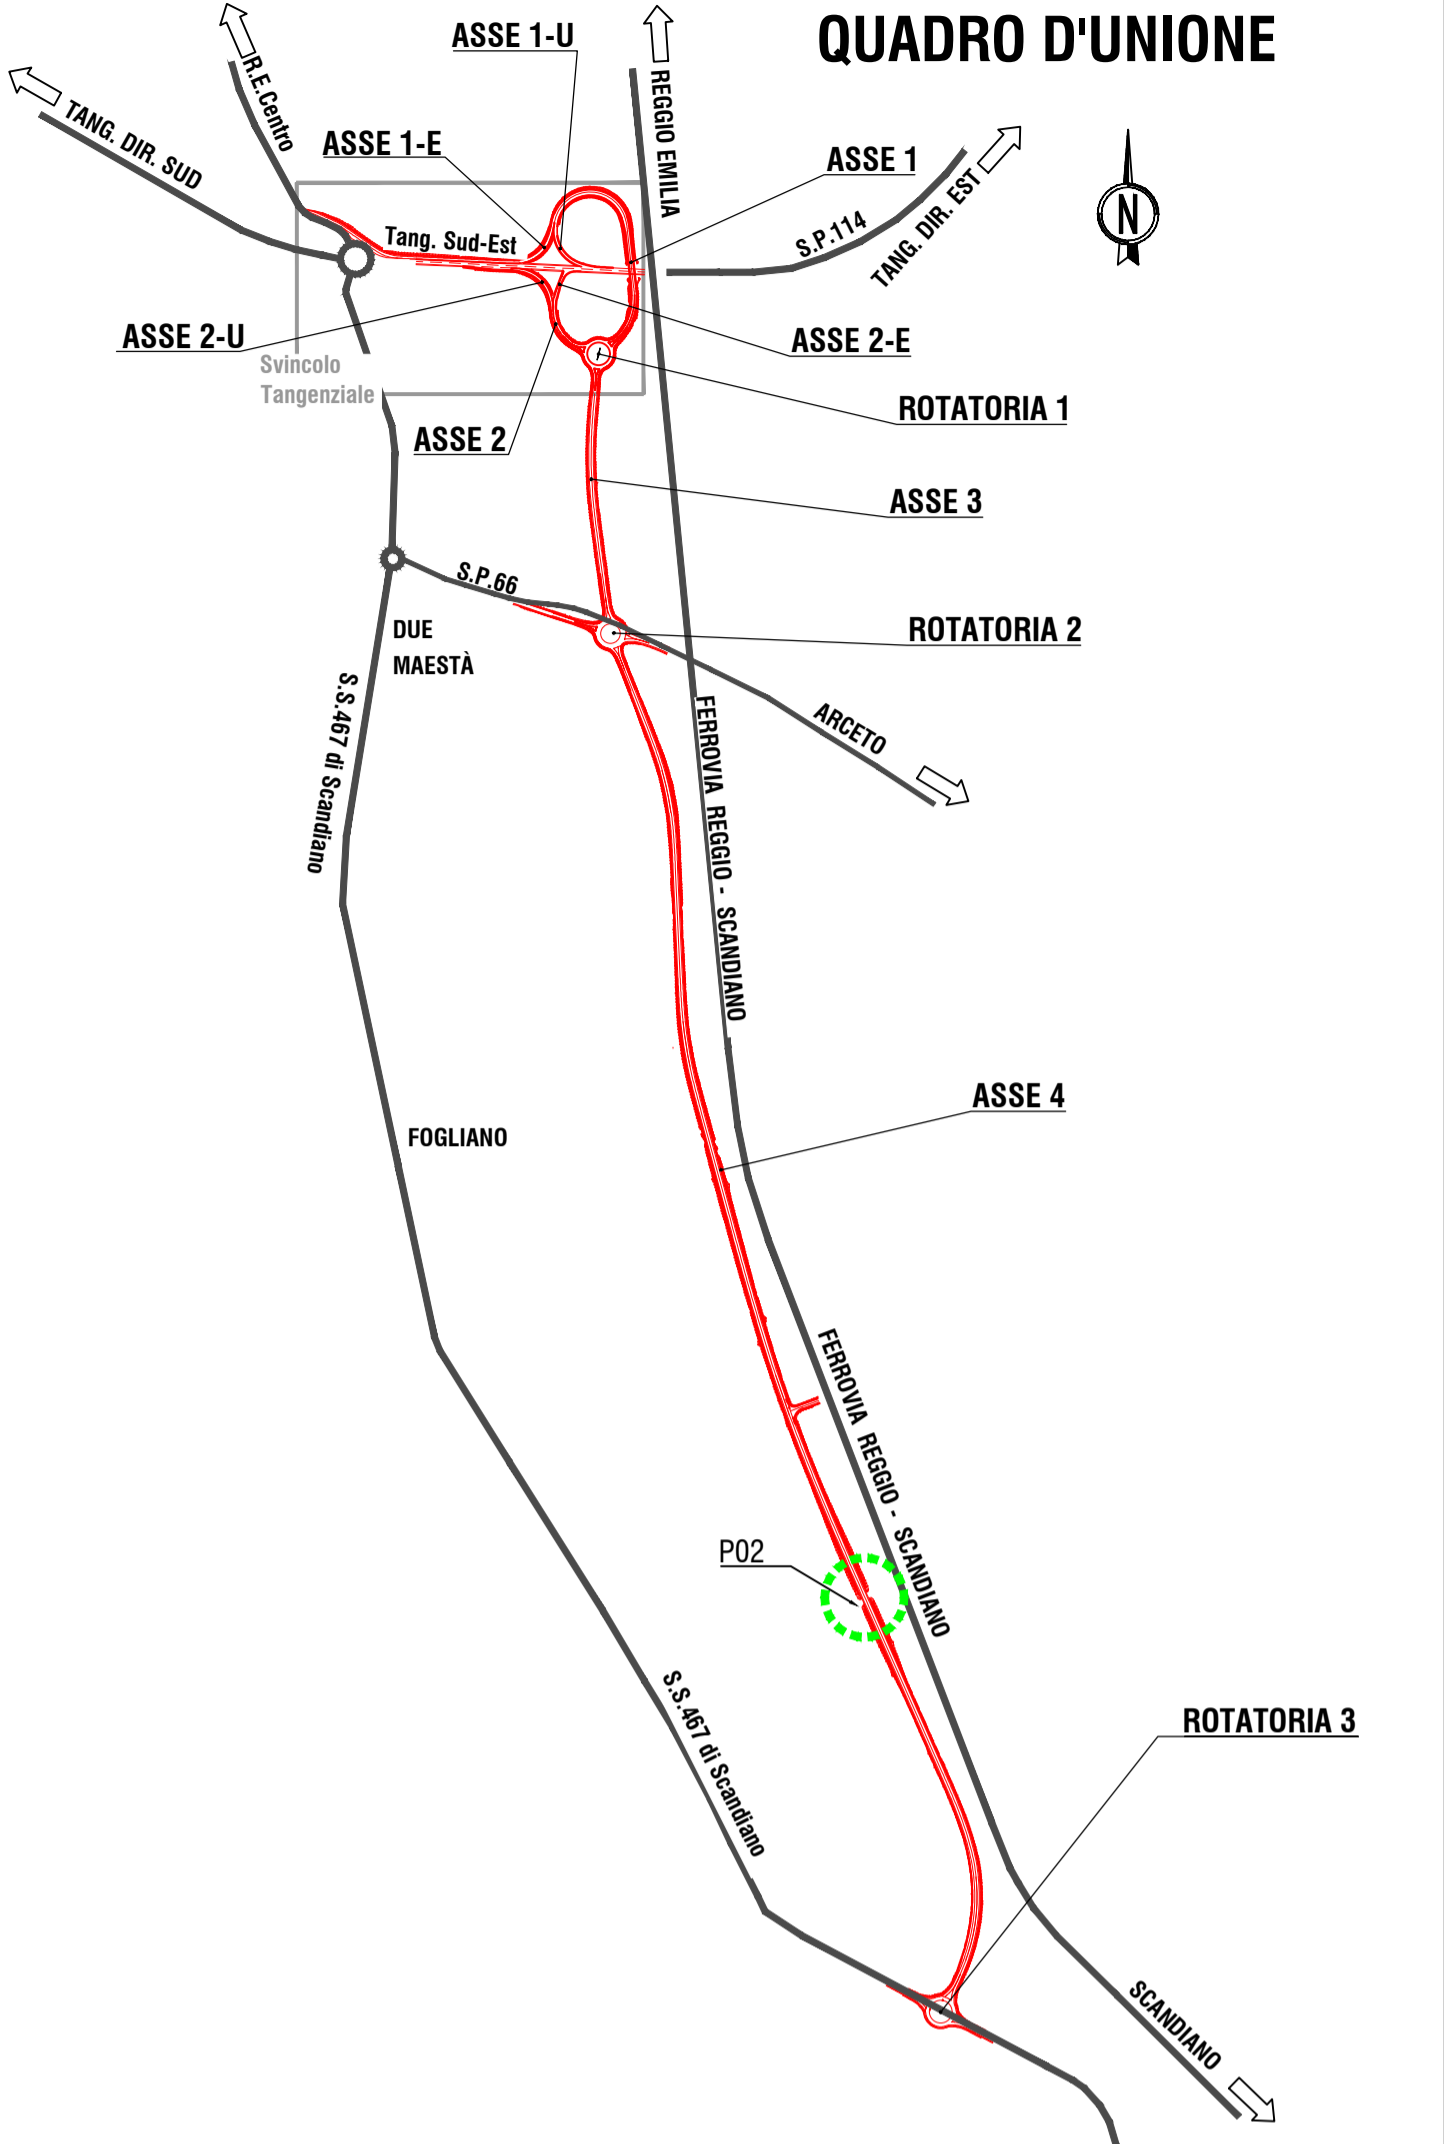 QUADRO D'UNIONE
ASSE 1-U
R.E.Centro
REGGIO EMILIA
TANG. DIR. SUD
ASSE 1-E
ASSE 1
N
S.P.114
TANG. DIR. EST
Tang. Sud-Est
ASSE 2-U
ASSE 2-E
Svincolo
Tangenziale
ROTATORIA 1
ASSE 2
ASSE 3
S.P.66
DUE
MAESTÀ
ROTATORIA 2
S.S.467 di Scandiano
ARCETO
FERROVIA REGGIO - SCANDIANO
ASSE 4
FOGLIANO
FERROVIA REGGIO - SCANDIANO
P02
S.S.467 di Scandiano
ROTATORIA 3
SCANDIANO